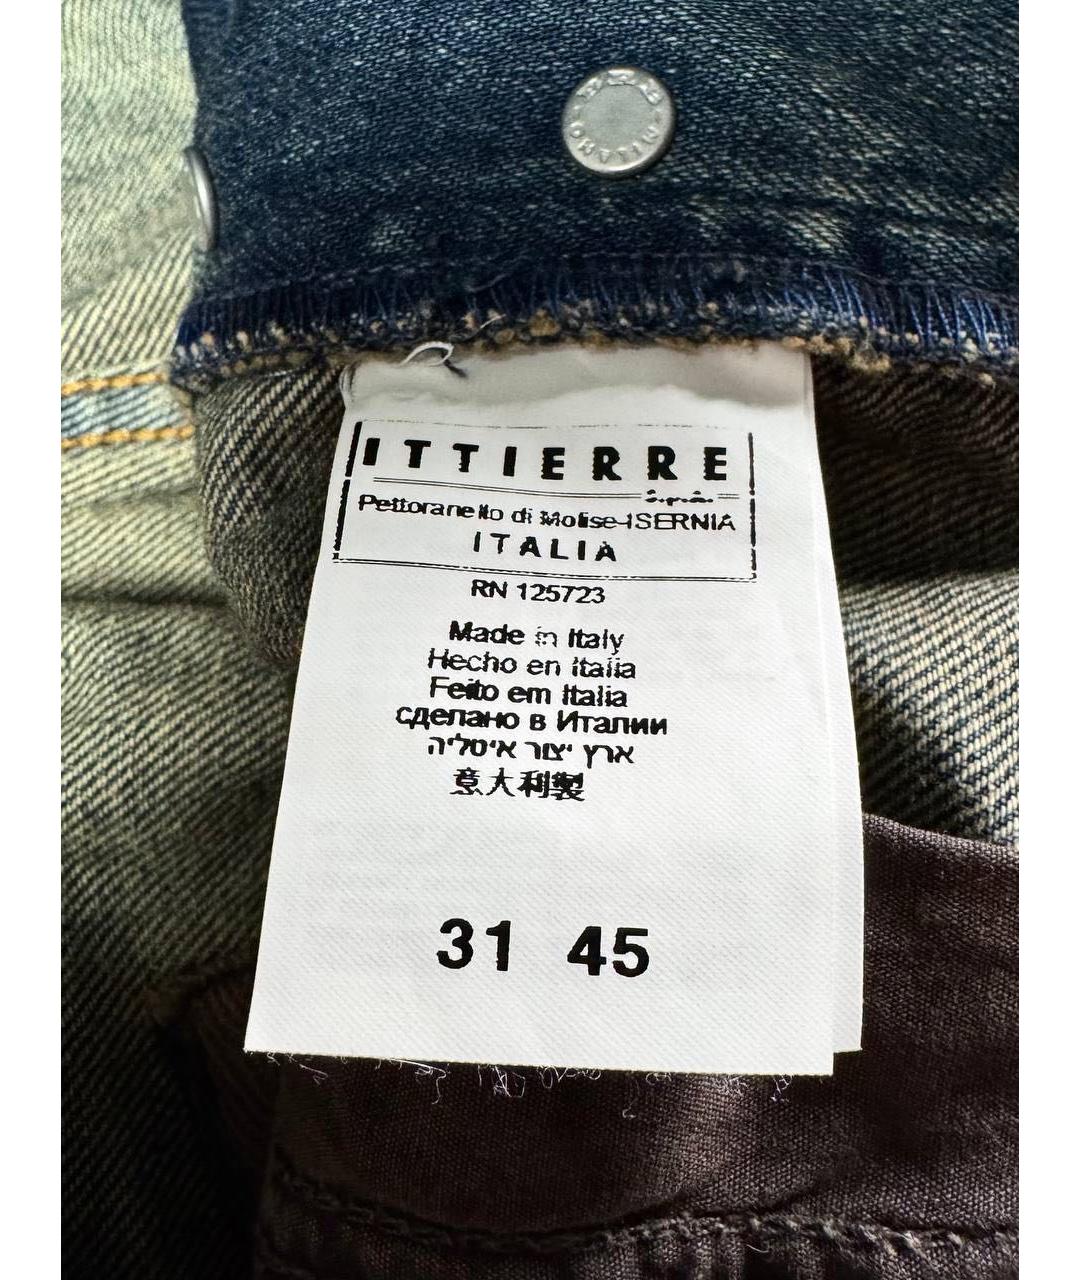 MILANO
ITTIERRE
S.p.A.
Pettoranello di Molise-ISERNIA
ITALIA
RN 125723
Made in Italy
Hecho en Italia
Feito em Italia
сделано в Италии
ארץ יצור איטליה
意大利製
31 45